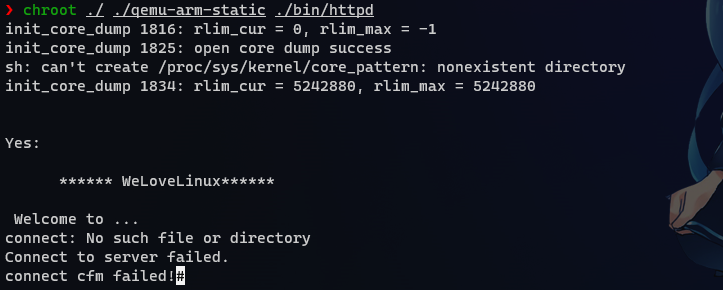 ❯ chroot ./ ./qemu-arm-static ./bin/httpd
init_core_dump 1816: rlim_cur = 0, rlim_max = -1
init_core_dump 1825: open core dump success
sh: can't create /proc/sys/kernel/core_pattern: nonexistent directory
init_core_dump 1834: rlim_cur = 5242880, rlim_max = 5242880
Yes:
****** WeLoveLinux******
Welcome to ...
connect: No such file or directory
Connect to server failed.
connect cfm failed!#